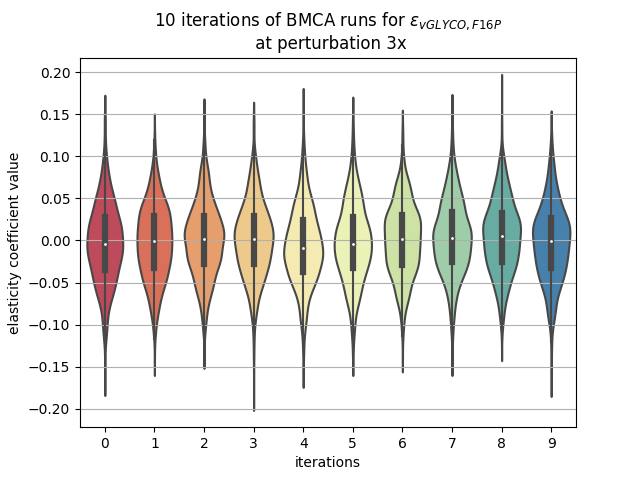 10 iterations of BMCA runs for ε_{vGLYCO, F16P}
at perturbation 3x
0.20
0.15
0.10
0.05
0.00
−0.05
−0.10
−0.15
−0.20
elasticity coefficient value
0 1 2 3 4 5 6 7 8 9
iterations